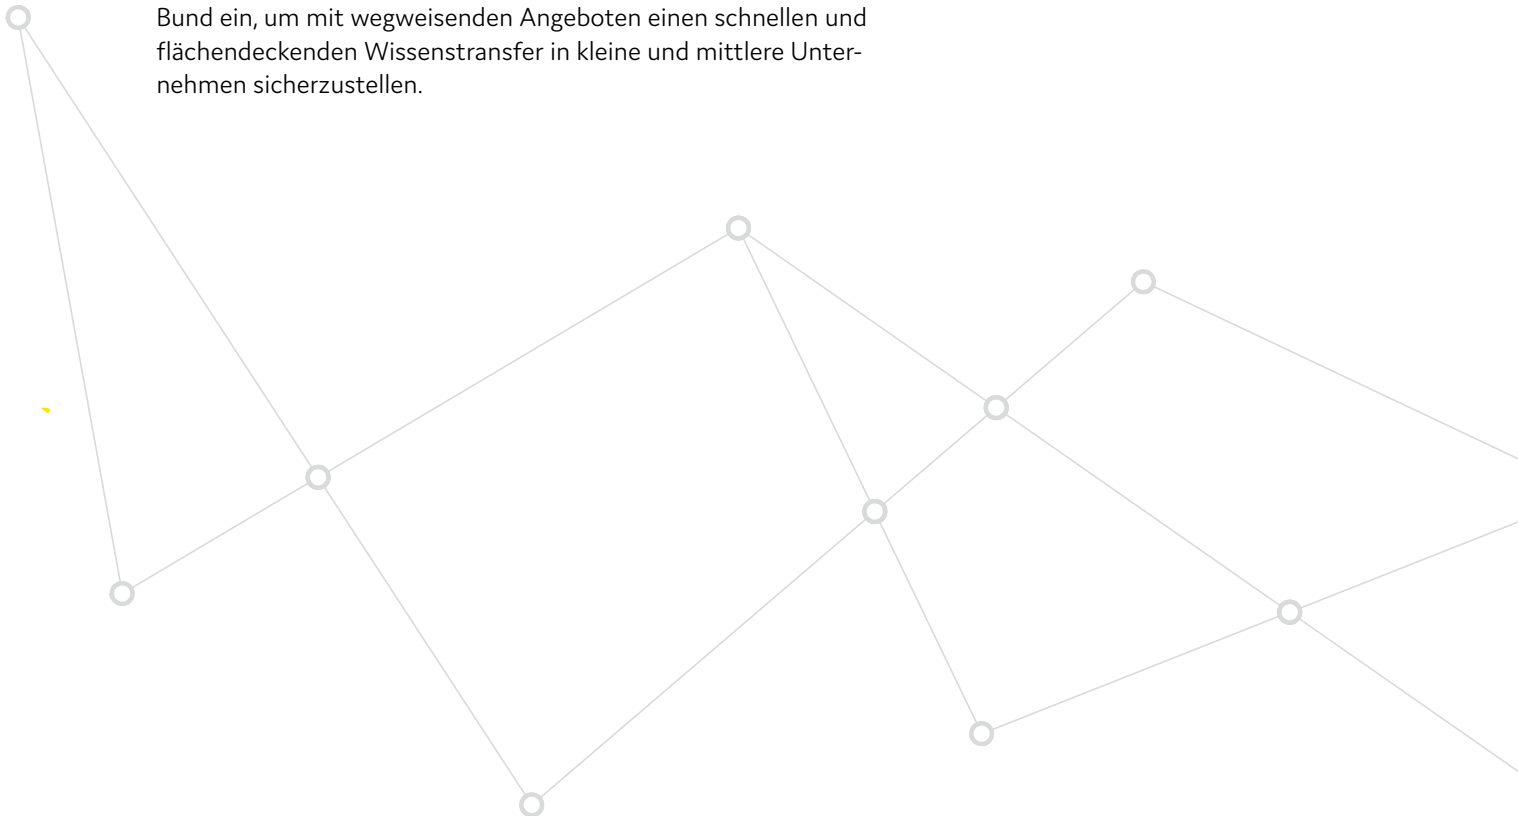 Bund ein, um mit wegweisenden Angeboten einen schnellen und
flächendeckenden Wissenstransfer in kleine und mittlere Unter-
nehmen sicherzustellen.